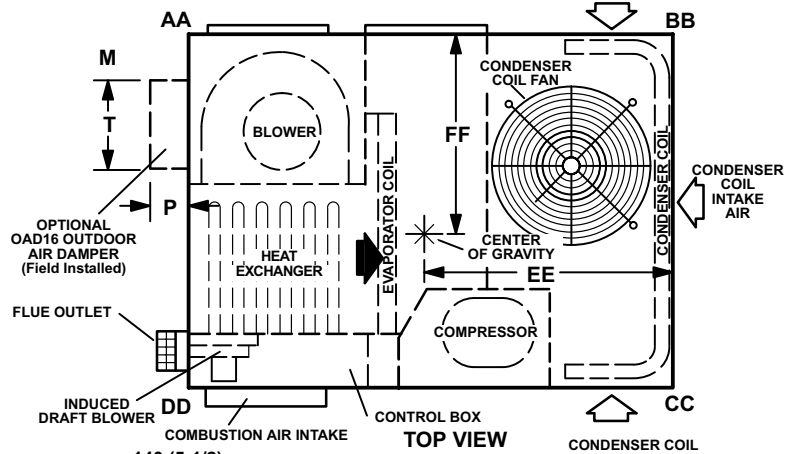 AA
BB
M
CONDENSER
COIL FAN
T
FF
BLOWER
EVAPORATOR COIL
CONDENSER COIL
CONDENSER
COIL
INTAKE
AIR
P
OPTIONAL
OAD16 OUTDOOR
AIR DAMPER
(Field Installed)
HEAT
EXCHANGER
CENTER
OF GRAVITY
EE
FLUE OUTLET
COMPRESSOR
INDUCED
DRAFT BLOWER
DD
CC
COMBUSTION AIR INTAKE
CONTROL BOX
TOP VIEW
CONDENSER COIL